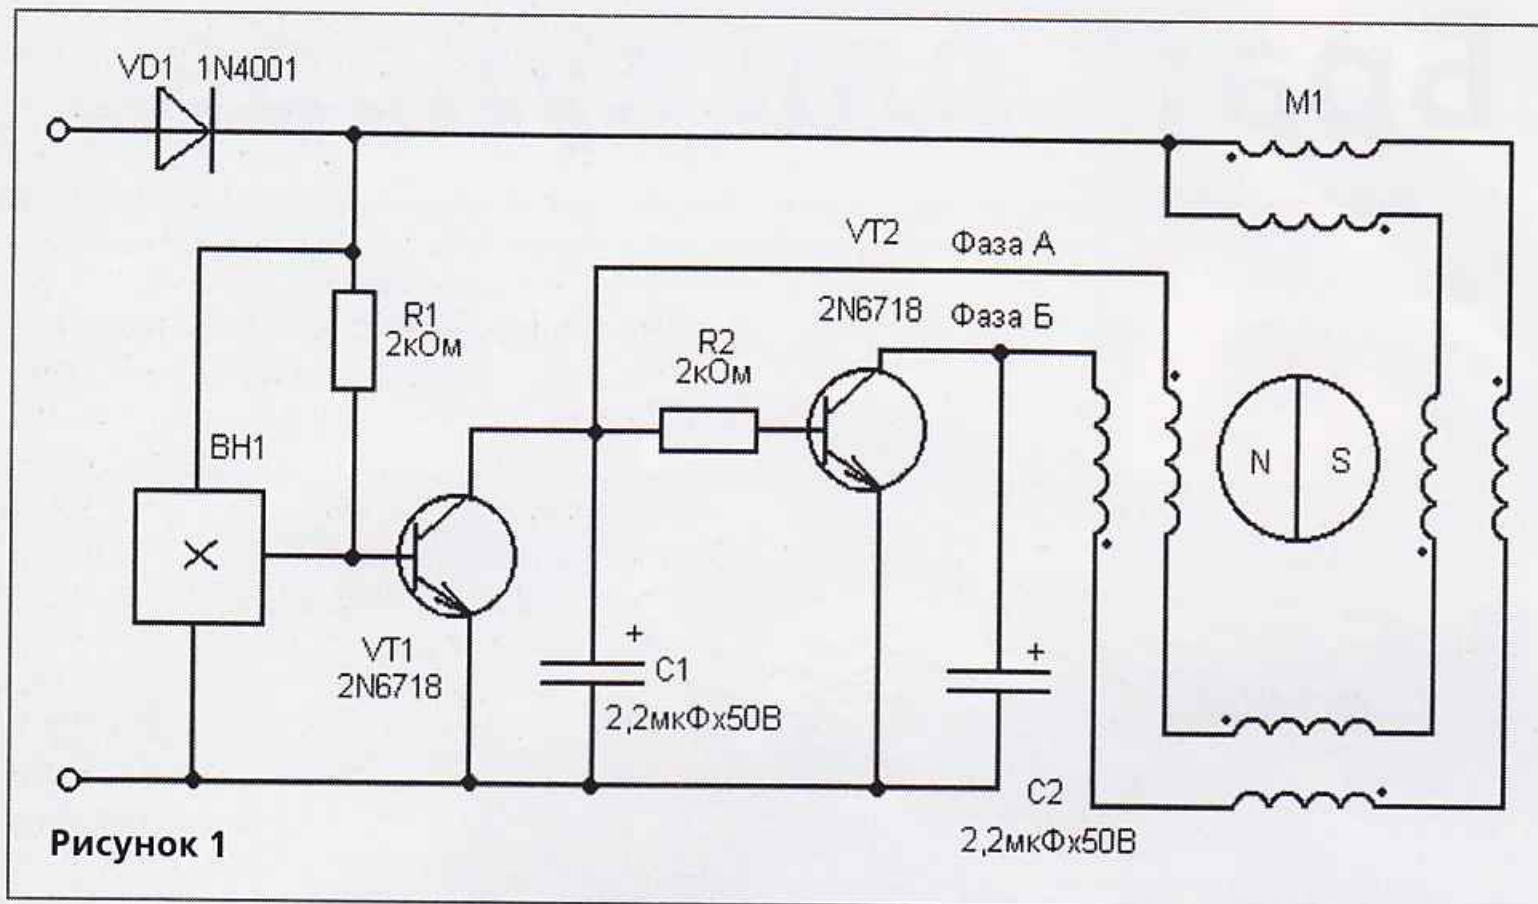 VD1 1N4001
M1
VT2
Фаза А
2N6718
Фаза Б
R1
2кОм
R2
2кОм
BH1
N
S
VT1
2N6718
+
C1
2,2мкФх50В
+
C2
2,2мкФх50В
Рисунок 1